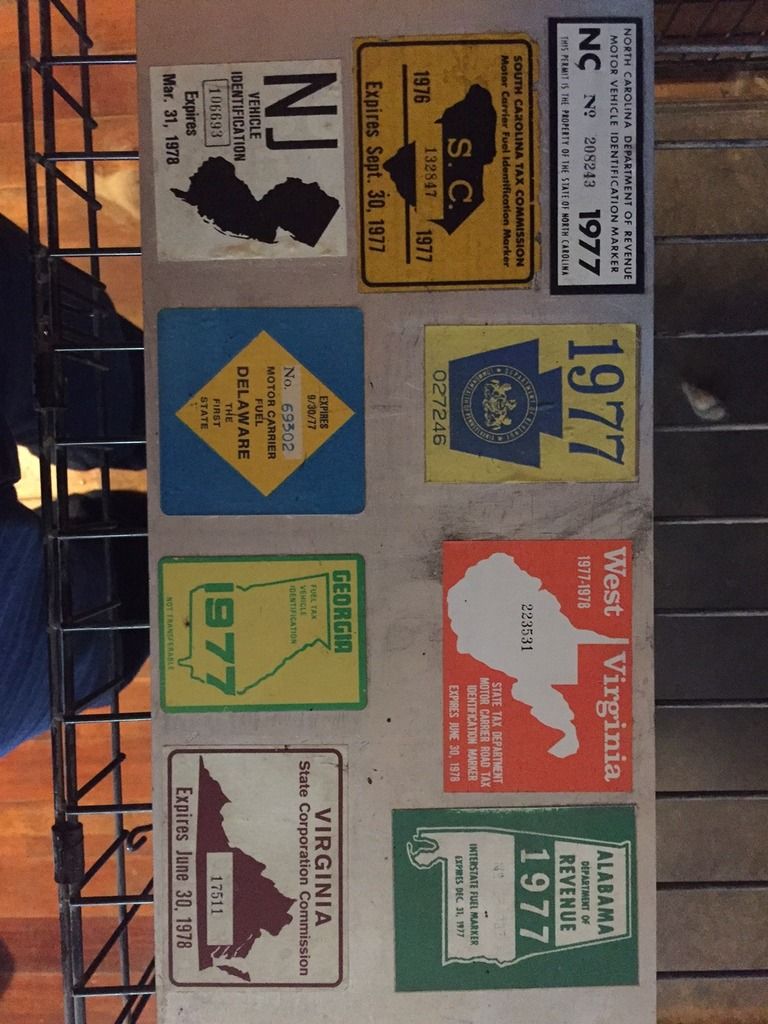 NORTH CAROLINA DEPARTMENT OF REVENUE
MOTOR VEHICLE IDENTIFICATION MARKER
NC Nº 208243 1977
THIS PERMIT IS THE PROPERTY OF THE STATE OF NORTH CAROLINA
1977
DEPARTMENT OF REVENUE
027246
West Virginia
1977-1978
223531
STATE TAX DEPARTMENT
MOTOR CARRIER ROAD TAX
IDENTIFICATION MARKER
EXPIRES JUNE 30, 1978
ALABAMA
DEPARTMENT OF
REVENUE
1977
INTERSTATE FUEL MARKER
EXPIRES DEC. 31, 1977
SOUTH CAROLINA TAX COMMISSION
Motor Carrier Fuel Identification Marker
S. C.
1976 132847 1977
Expires Sept. 30, 1977
NJ
VEHICLE
IDENTIFICATION
106693
Expires
Mar. 31, 1978
EXPIRES
9/30/77
No. 69302
MOTOR CARRIER
FUEL
DELAWARE
THE
FIRST
STATE
GEORGIA
FUEL TAX
VEHICLE
IDENTIFICATION
1977
NOT TRANSFERABLE
VIRGINIA
State Corporation Commission
17511
Expires June 30, 1978